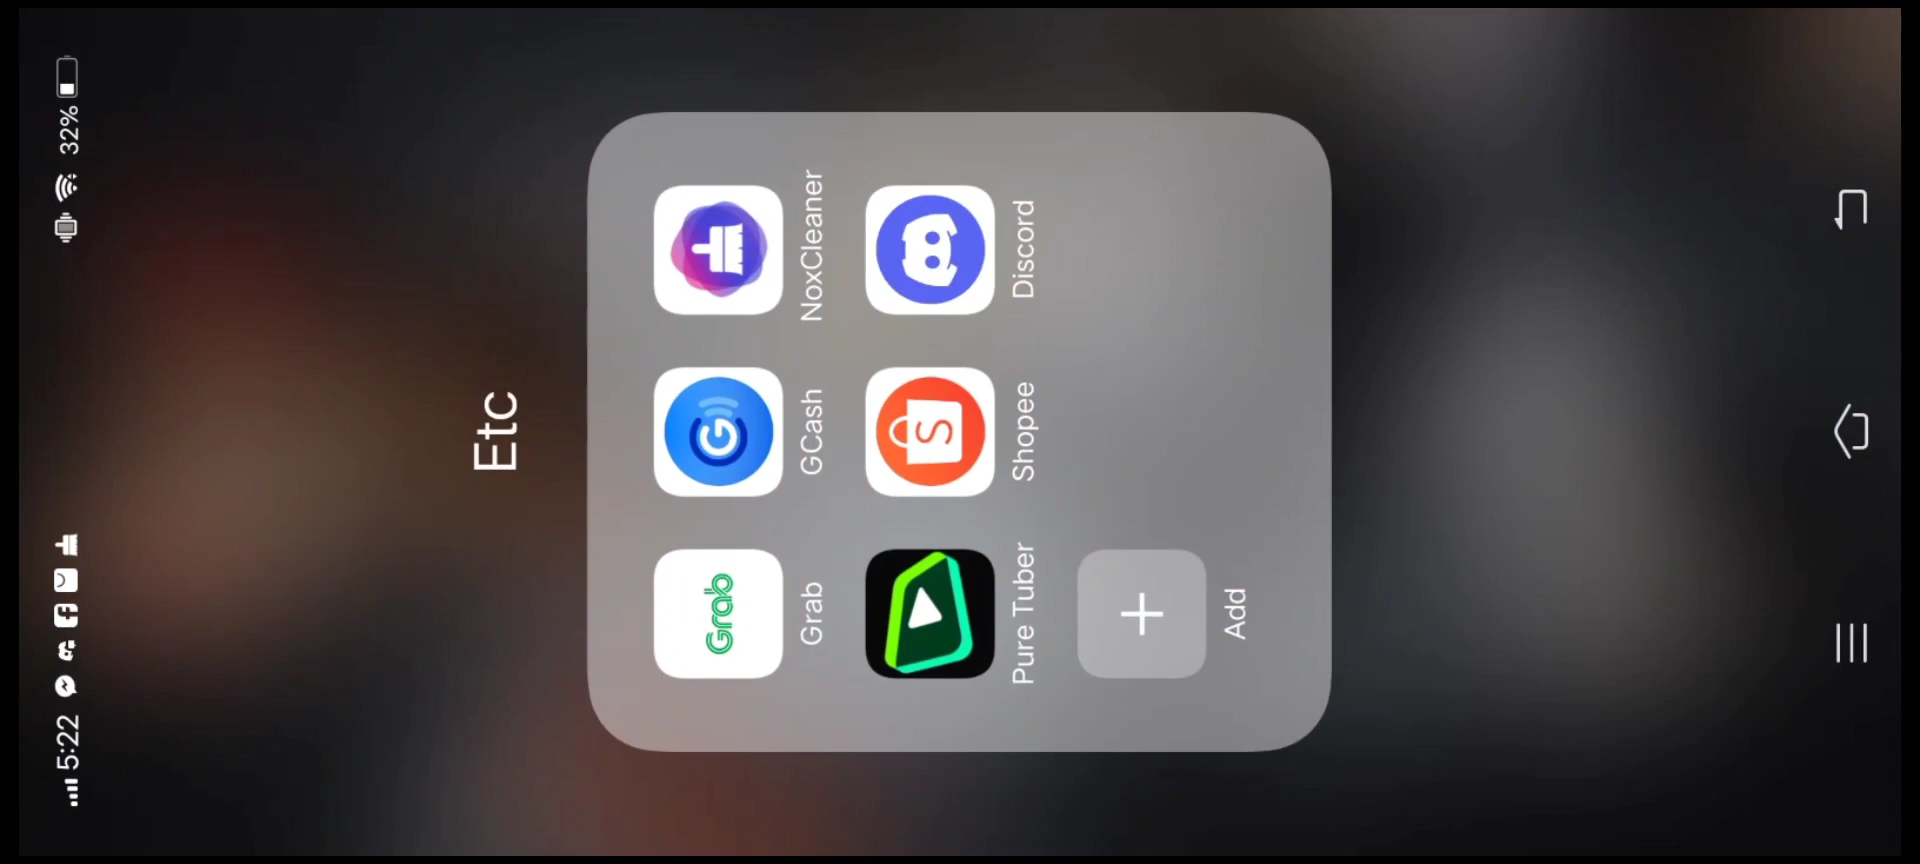 5:22
32%
Etc
Grab
Grab GCash NoxCleaner
Pure Tuber Shopee Discord
Add